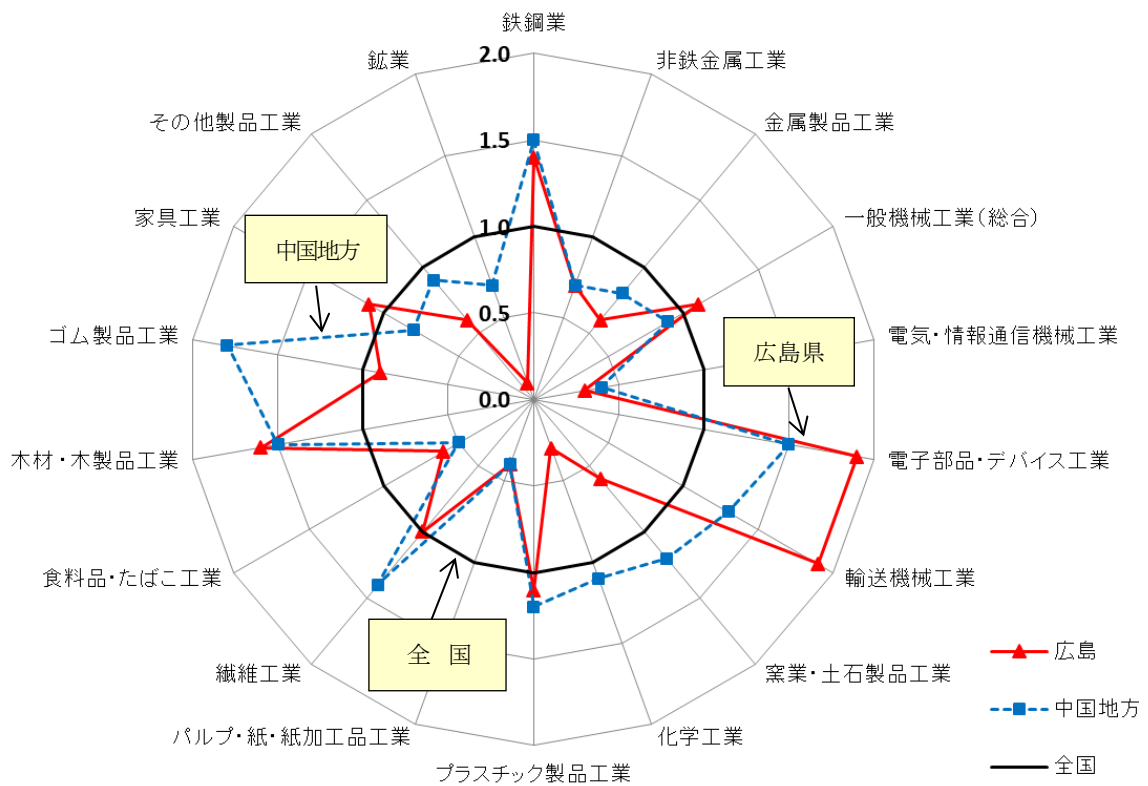 鉄鋼業
鉱業
非鉄金属工業
2.0
その他製品工業
金属製品工業
1.5
家具工業
一般機械工業(総合)
1.0
中国地方
ゴム製品工業
電気・情報通信機械工業
0.5
広島県
0.0
木材・木製品工業
電子部品・デバイス工業
食料品・たばこ工業
輸送機械工業
全 国
広島
繊維工業
窯業・土石製品工業
中国地方
パルプ・紙・紙加工品工業
化学工業
プラスチック製品工業
全国